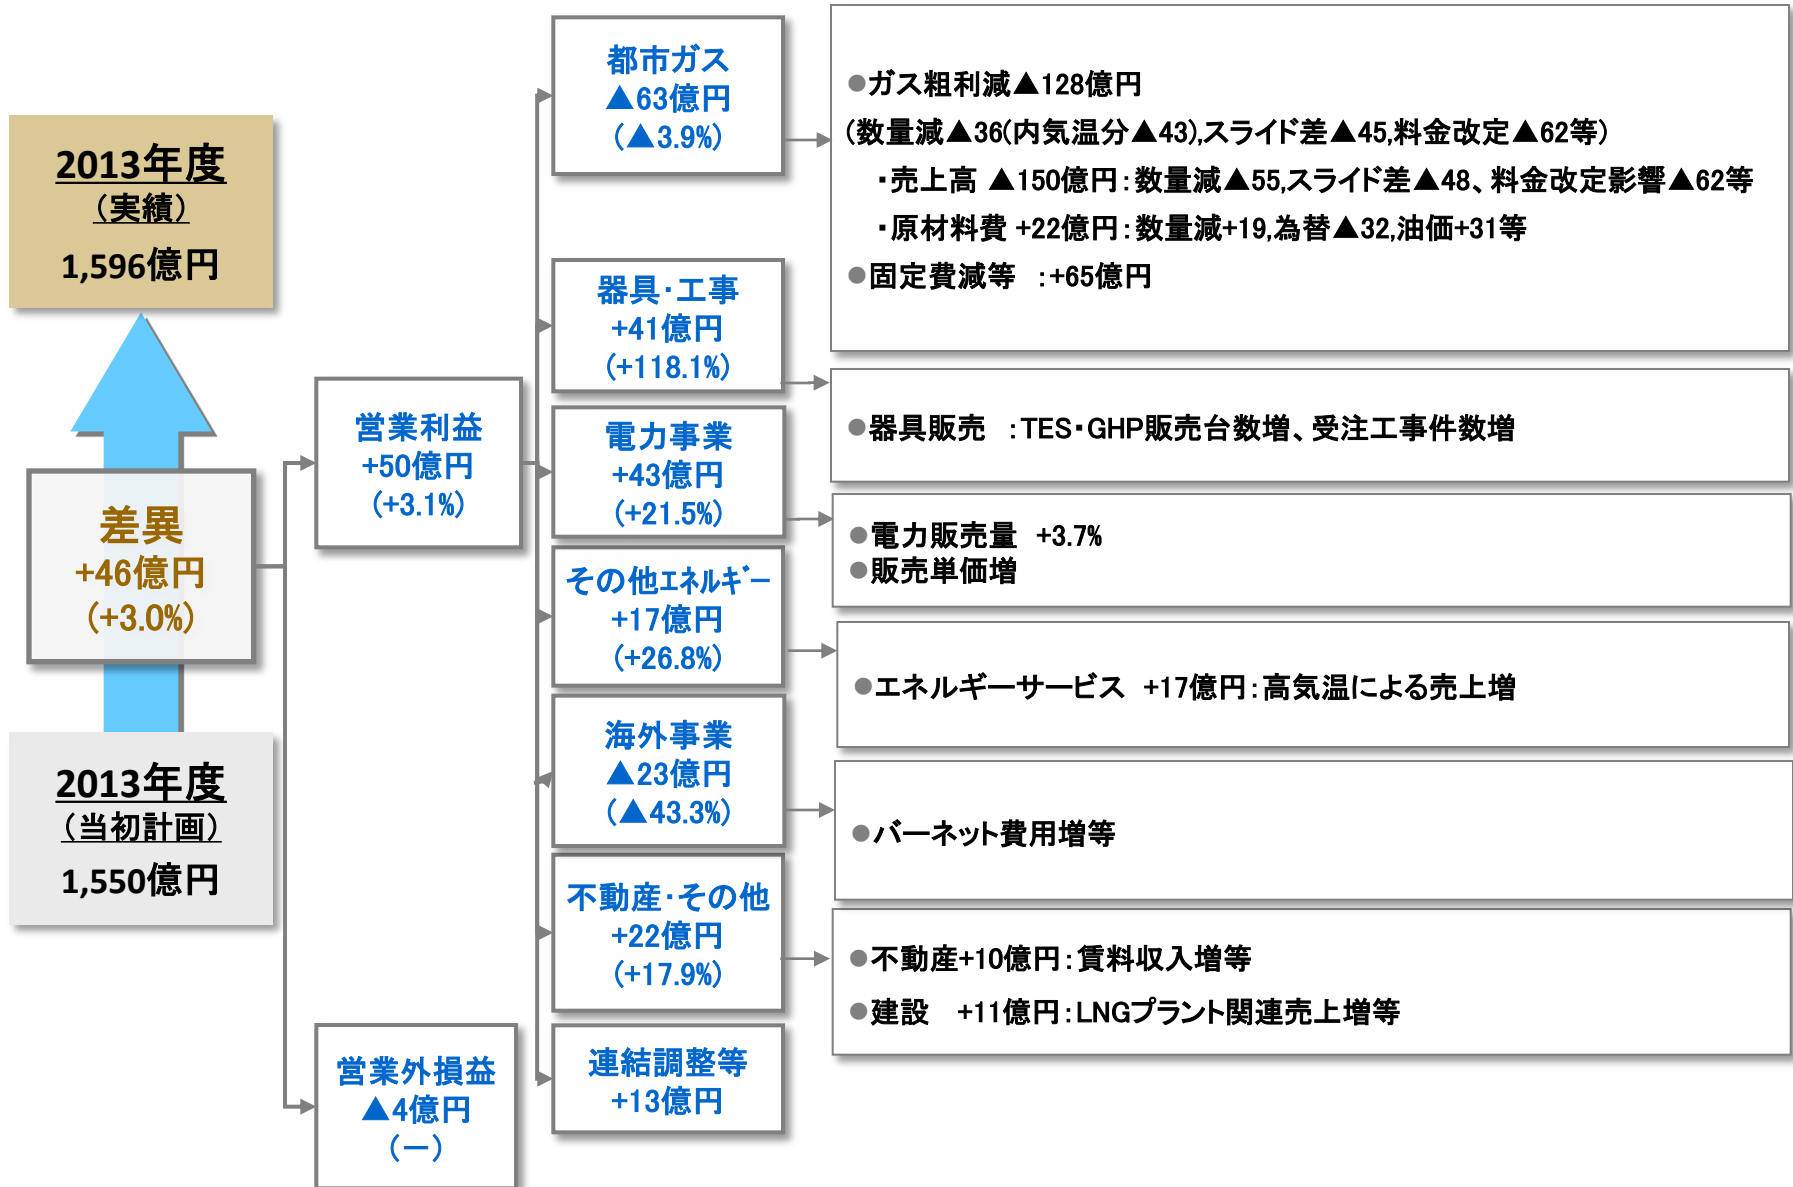 2013年度
(実績)
1,596億円
差異
+46億円
(+3.0%)
2013年度
(当初計画)
1,550億円
営業利益
+50億円
(+3.1%)
営業外損益
▲4億円
(―)
都市ガス
▲63億円
(▲3.9%)
●ガス粗利減▲128億円
(数量減▲36(内気温分▲43),スライド差▲45,料金改定▲62等)
・売上高 ▲150億円:数量減▲55,スライド差▲48、料金改定影響▲62等
・原材料費 +22億円:数量減+19,為替▲32,油価+31等
●固定費減等 :+65億円
器具・工事
+41億円
(+118.1%)
●器具販売 :TES・GHP販売台数増、受注工事件数増
電力事業
+43億円
(+21.5%)
●電力販売量 +3.7%
●販売単価増
その他エネルギー
+17億円
(+26.8%)
●エネルギーサービス +17億円:高気温による売上増
海外事業
▲23億円
(▲43.3%)
●バーネット費用増等
不動産・その他
+22億円
(+17.9%)
●不動産+10億円:賃料収入増等
●建設 +11億円:LNGプラント関連売上増等
連結調整等
+13億円